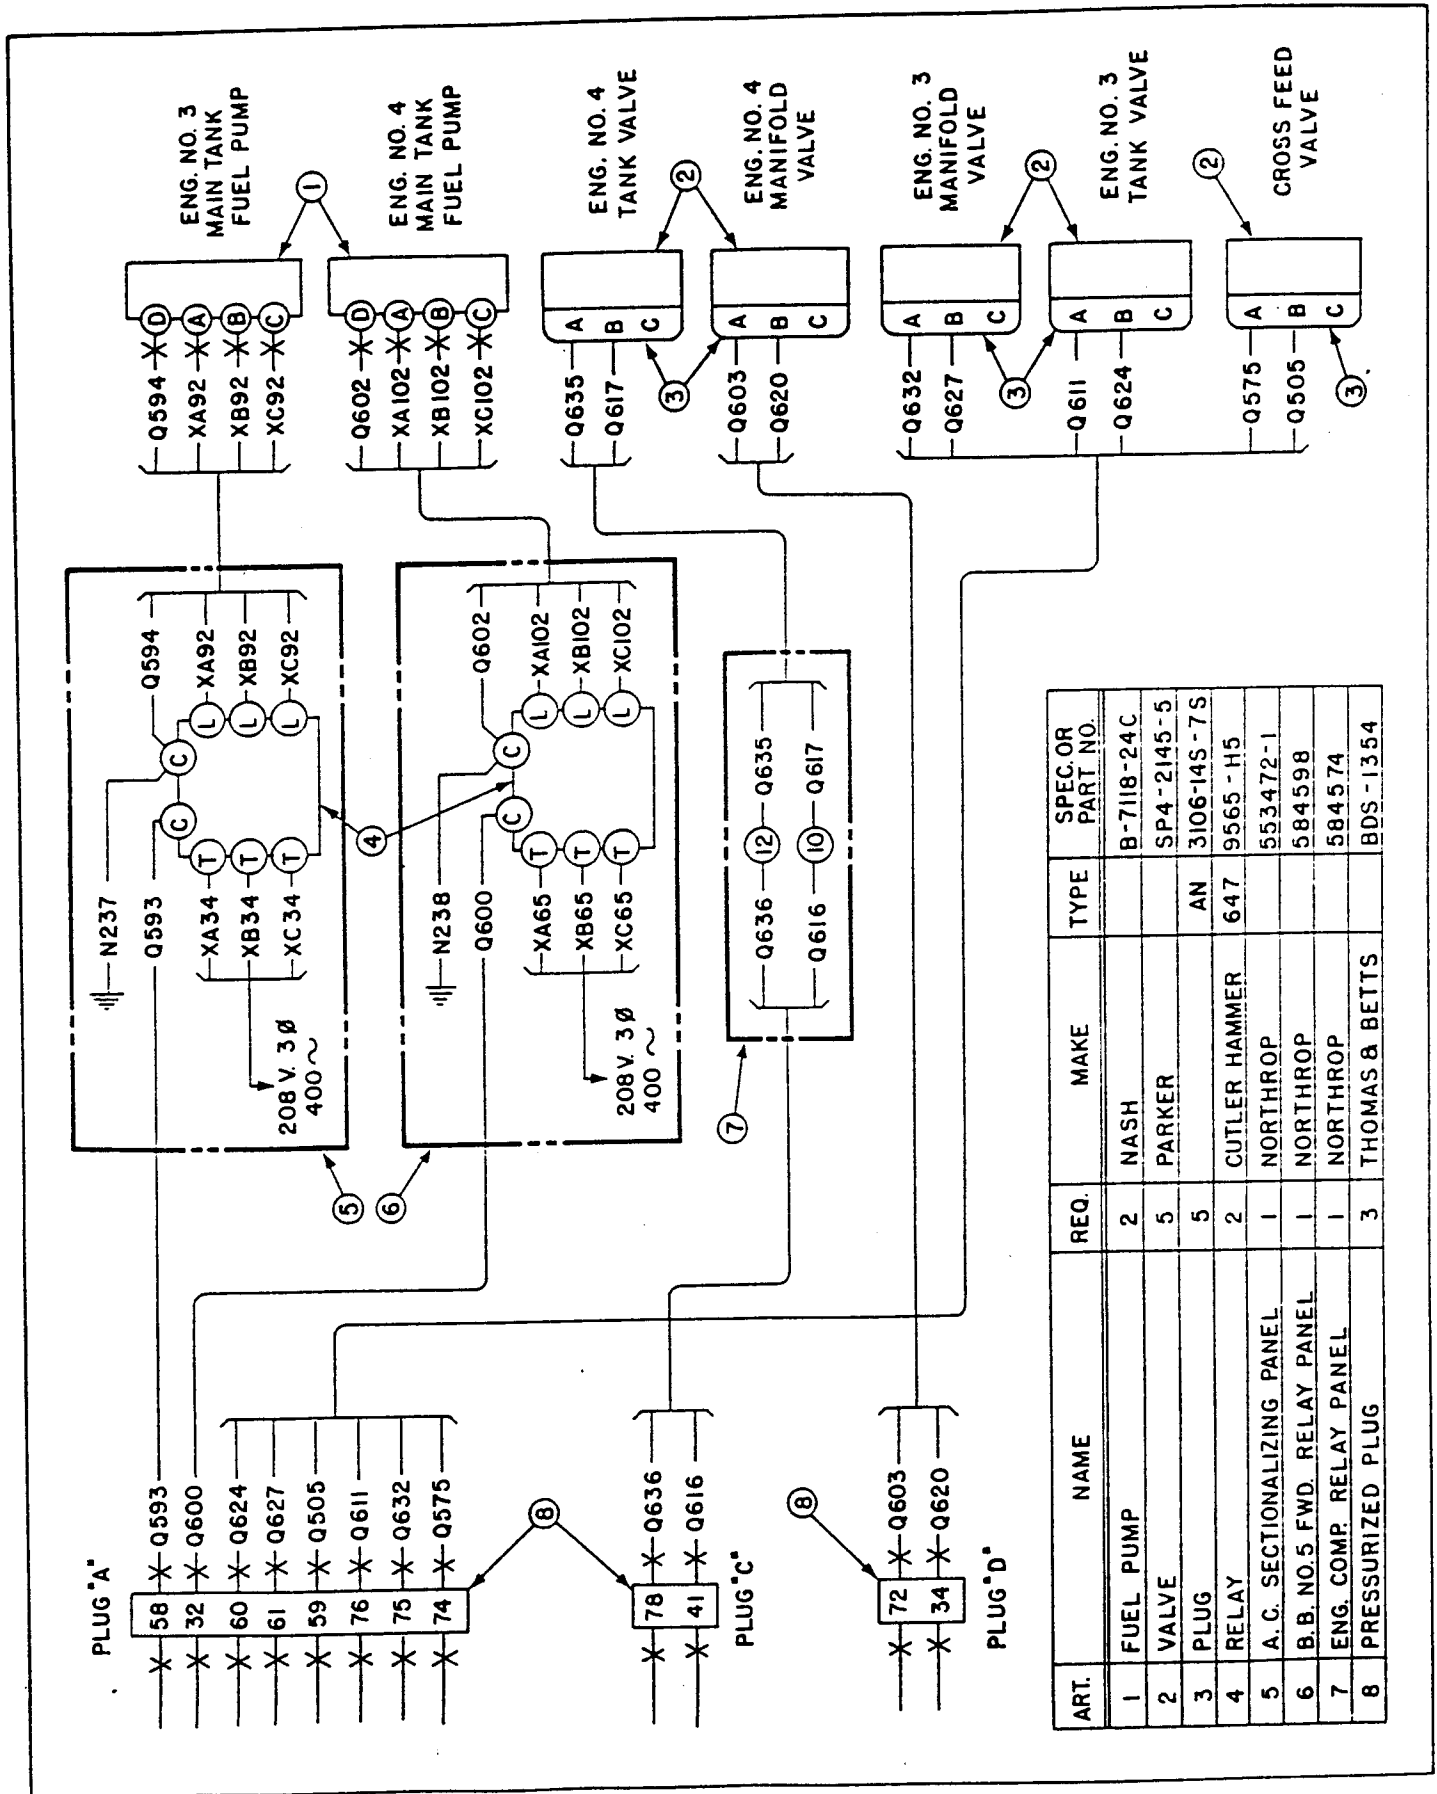 PLUG "A"
58 Q593
32 Q600
60 Q624
61 Q627
59 Q505
76 Q611
75 Q632
74 Q575
8
78 Q636
41 Q616
PLUG "C"
8
72 Q603
34 Q620
PLUG "D"
N237
Q593 C C Q594
XA34 T L XA92
XB34 T L XB92
XC34 T L XC92
208 V. 3Ø
400 ~
5
4
6
N238
Q600 C C Q602
XA65 T L XA102
XB65 T L XB102
XC65 T L XC102
208 V. 3Ø
400 ~
7
Q636 12 Q635
Q616 10 Q617
ENG. NO. 3
MAIN TANK
FUEL PUMP
Q594 D
XA92 A
XB92 B
XC92 C
1
ENG. NO. 4
MAIN TANK
FUEL PUMP
Q602 D
XA102 A
XB102 B
XC102 C
ENG. NO. 4
TANK VALVE
Q635 A
Q617 B
C
3
2
ENG. NO. 4
MANIFOLD
VALVE
Q603 A
Q620 B
C
ENG. NO. 3
MANIFOLD
VALVE
Q632 A
Q627 B
C
3
2
ENG. NO. 3
TANK VALVE
Q611 A
Q624 B
C
2
CROSS FEED
VALVE
Q575 A
Q505 B
C
3
ART. NAME REQ. MAKE TYPE SPEC. OR PART NO.
1 FUEL PUMP 2 NASH B-7118-24C
2 VALVE 5 PARKER SP4-2145-5
3 PLUG 5 AN 3106-14S-7S
4 RELAY 2 CUTLER HAMMER 647 9565-H5
5 A.C. SECTIONALIZING PANEL 1 NORTHROP 553472-1
6 B.B. NO.5 FWD. RELAY PANEL 1 NORTHROP 584598
7 ENG. COMP. RELAY PANEL 1 NORTHROP 584574
8 PRESSURIZED PLUG 3 THOMAS & BETTS BDS-1354